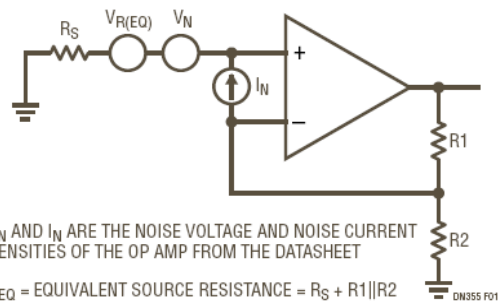 RS
VR(EQ)
VN
IN
+
–
R1
R2
N AND IN ARE THE NOISE VOLTAGE AND NOISE CURRENT
ENSITIES OF THE OP AMP FROM THE DATASHEET
EQ = EQUIVALENT SOURCE RESISTANCE = RS + R1||R2
DN355 F01